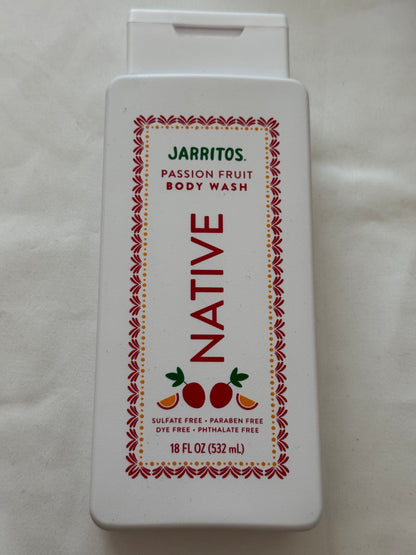 JARRITOS.
PASSION FRUIT
BODY WASH
NATIVE
SULFATE FREE • PARABEN FREE
DYE FREE • PHTHALATE FREE
18 FL OZ (532 mL)